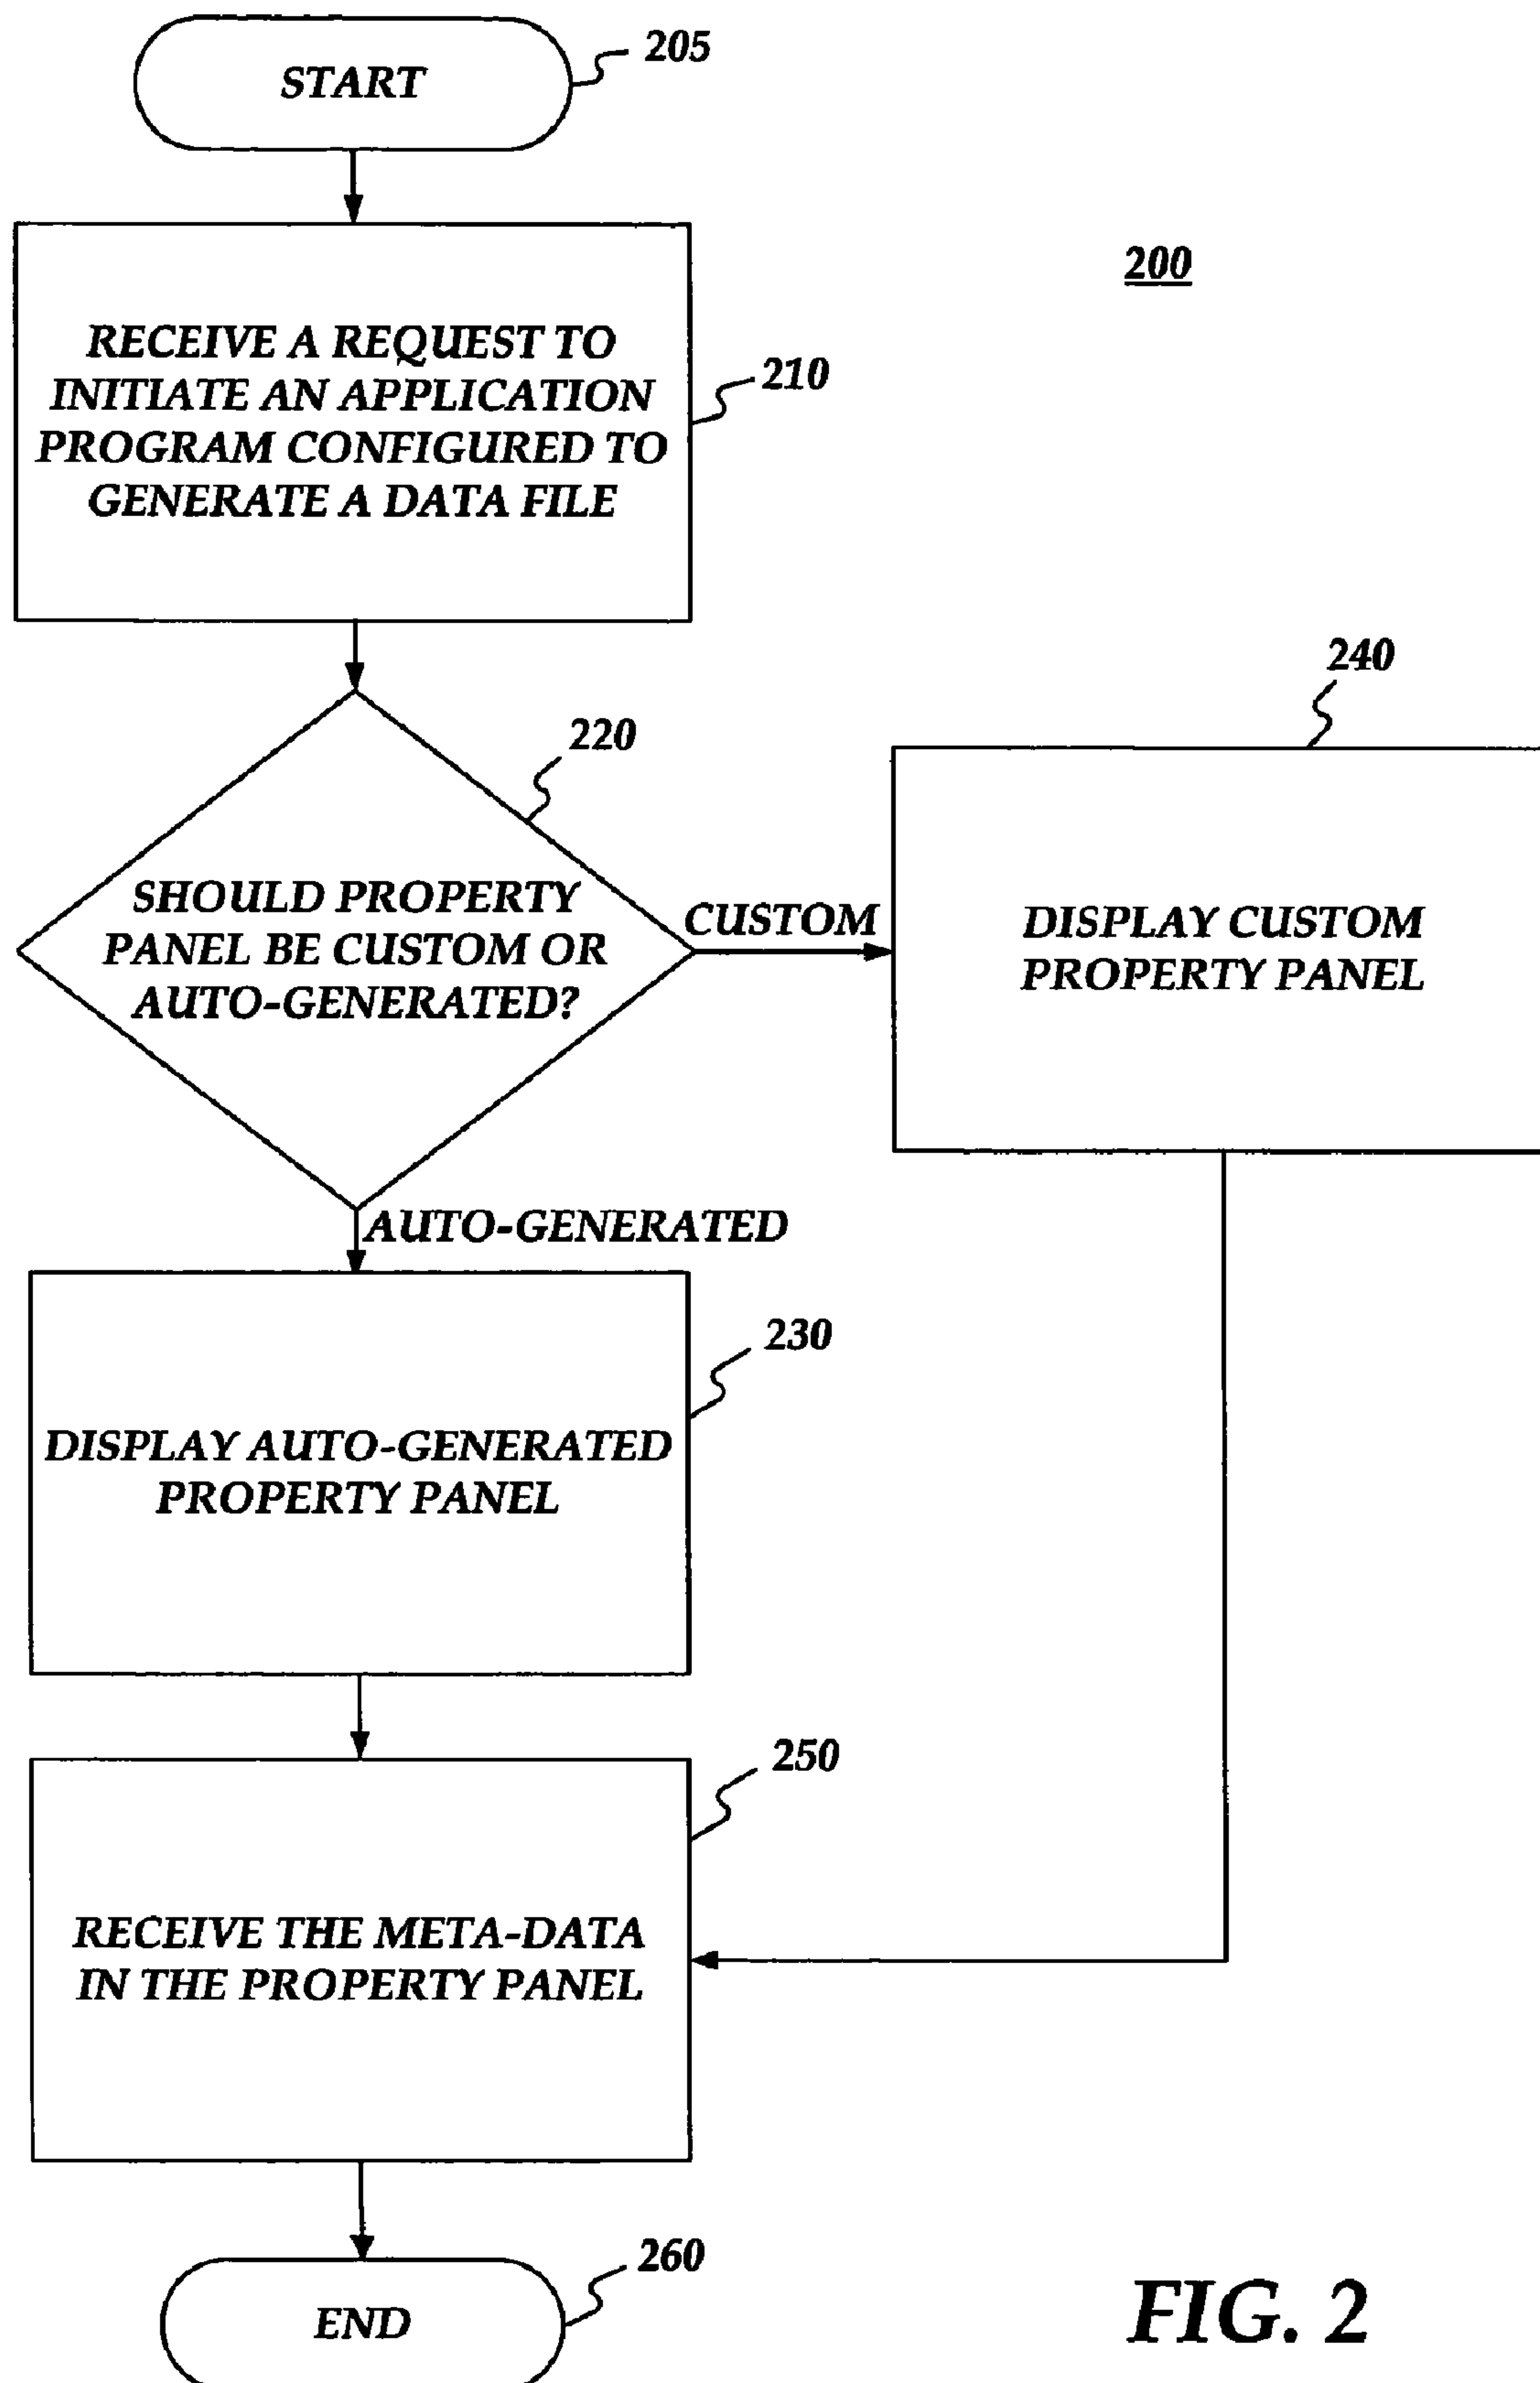 START
205
200
RECEIVE A REQUEST TO
INITIATE AN APPLICATION
PROGRAM CONFIGURED TO
GENERATE A DATA FILE
210
220
240
SHOULD PROPERTY
PANEL BE CUSTOM OR
AUTO-GENERATED?
CUSTOM
DISPLAY CUSTOM
PROPERTY PANEL
AUTO-GENERATED
230
DISPLAY AUTO-GENERATED
PROPERTY PANEL
250
RECEIVE THE META-DATA
IN THE PROPERTY PANEL
260
END
FIG. 2